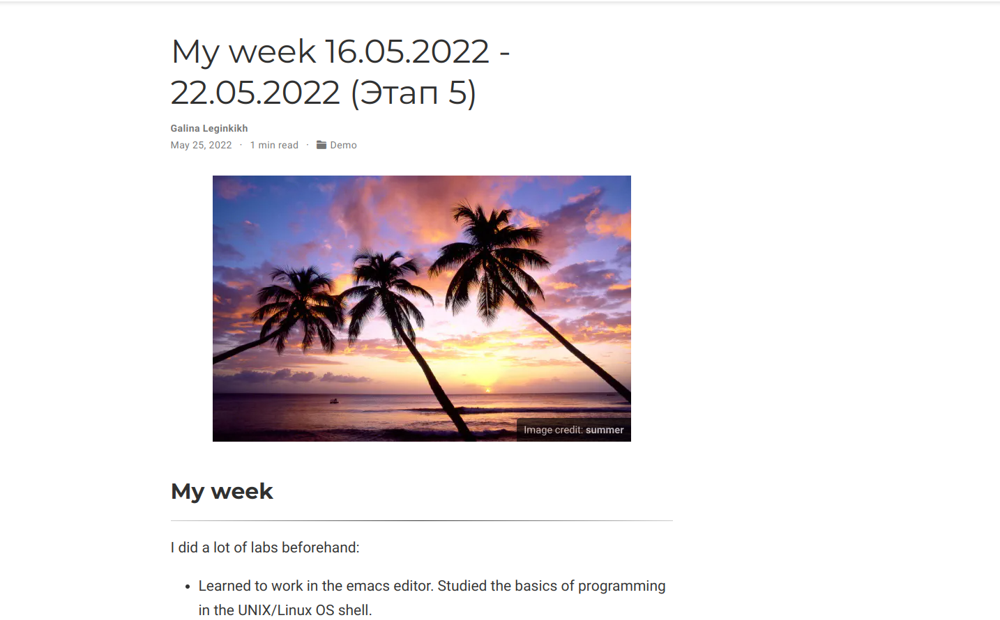 My week 16.05.2022 -
22.05.2022 (Этап 5)
Galina Leginkikh
May 25, 2022 · 1 min read · Demo
Image credit: summer
My week
I did a lot of labs beforehand:
• Learned to work in the emacs editor. Studied the basics of programming
in the UNIX/Linux OS shell.